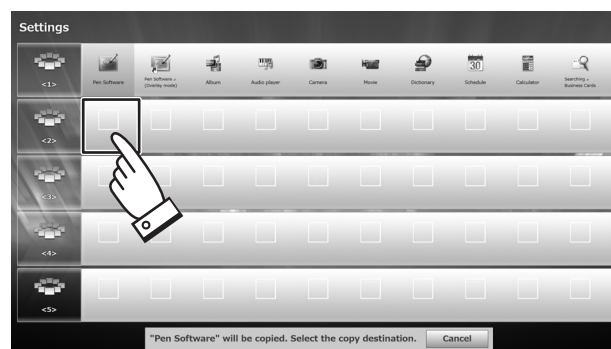 Settings
<1>
Pen Software
Pen Software
(Overlay mode)
Album
Audio player
Camera
Movie
Dictionary
30
Schedule
Calculator
Searching
Business Cards
<2>
<3>
<4>
<5>
"Pen Software" will be copied. Select the copy destination.
Cancel